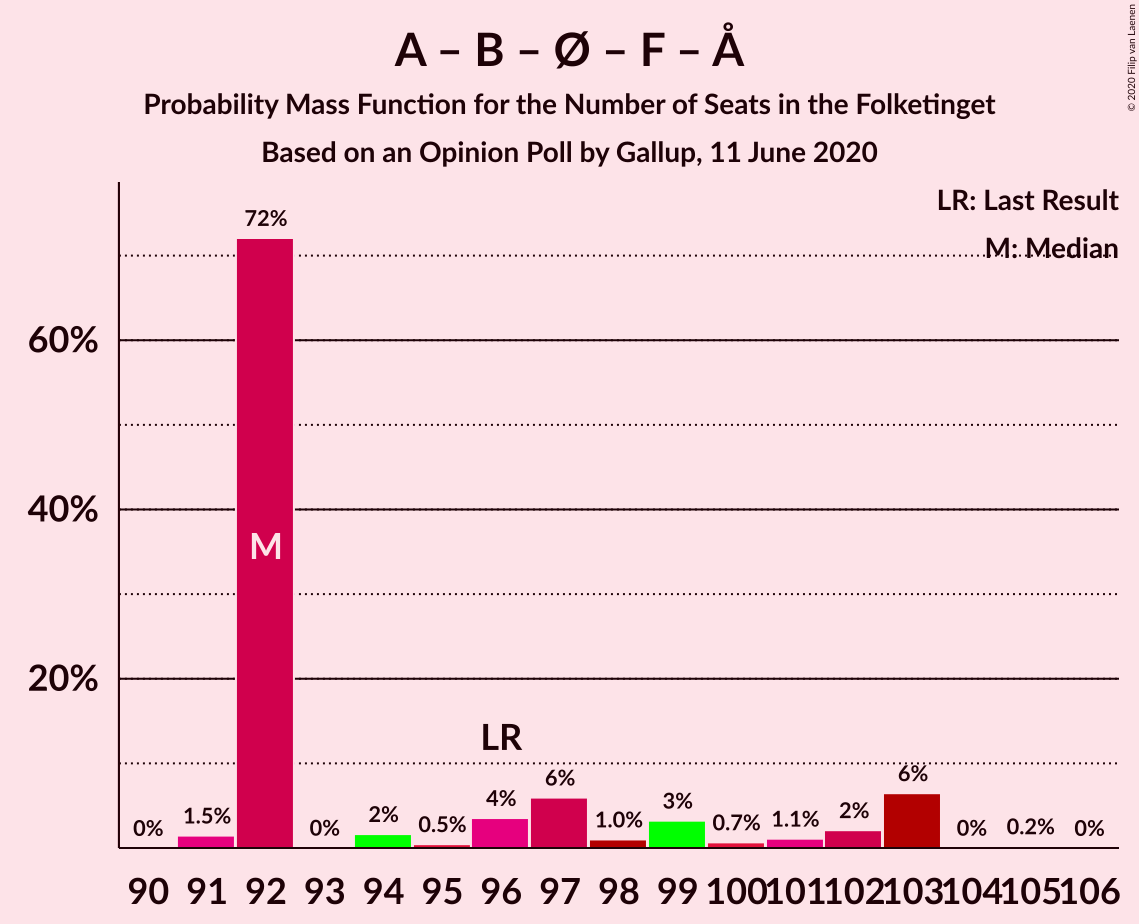 A – B – Ø – F – Å
Probability Mass Function for the Number of Seats in the Folketinget
Based on an Opinion Poll by Gallup, 11 June 2020
© 2020 Filip van Laenen
LR: Last Result
M: Median
60%
40%
20%
0% 1.5% 72% 0% 2% 0.5% 4% 6% 1.0% 3% 0.7% 1.1% 2% 6% 0% 0.2% 0%
M
LR
90 91 92 93 94 95 96 97 98 99 100 101 102 103 104 105 106